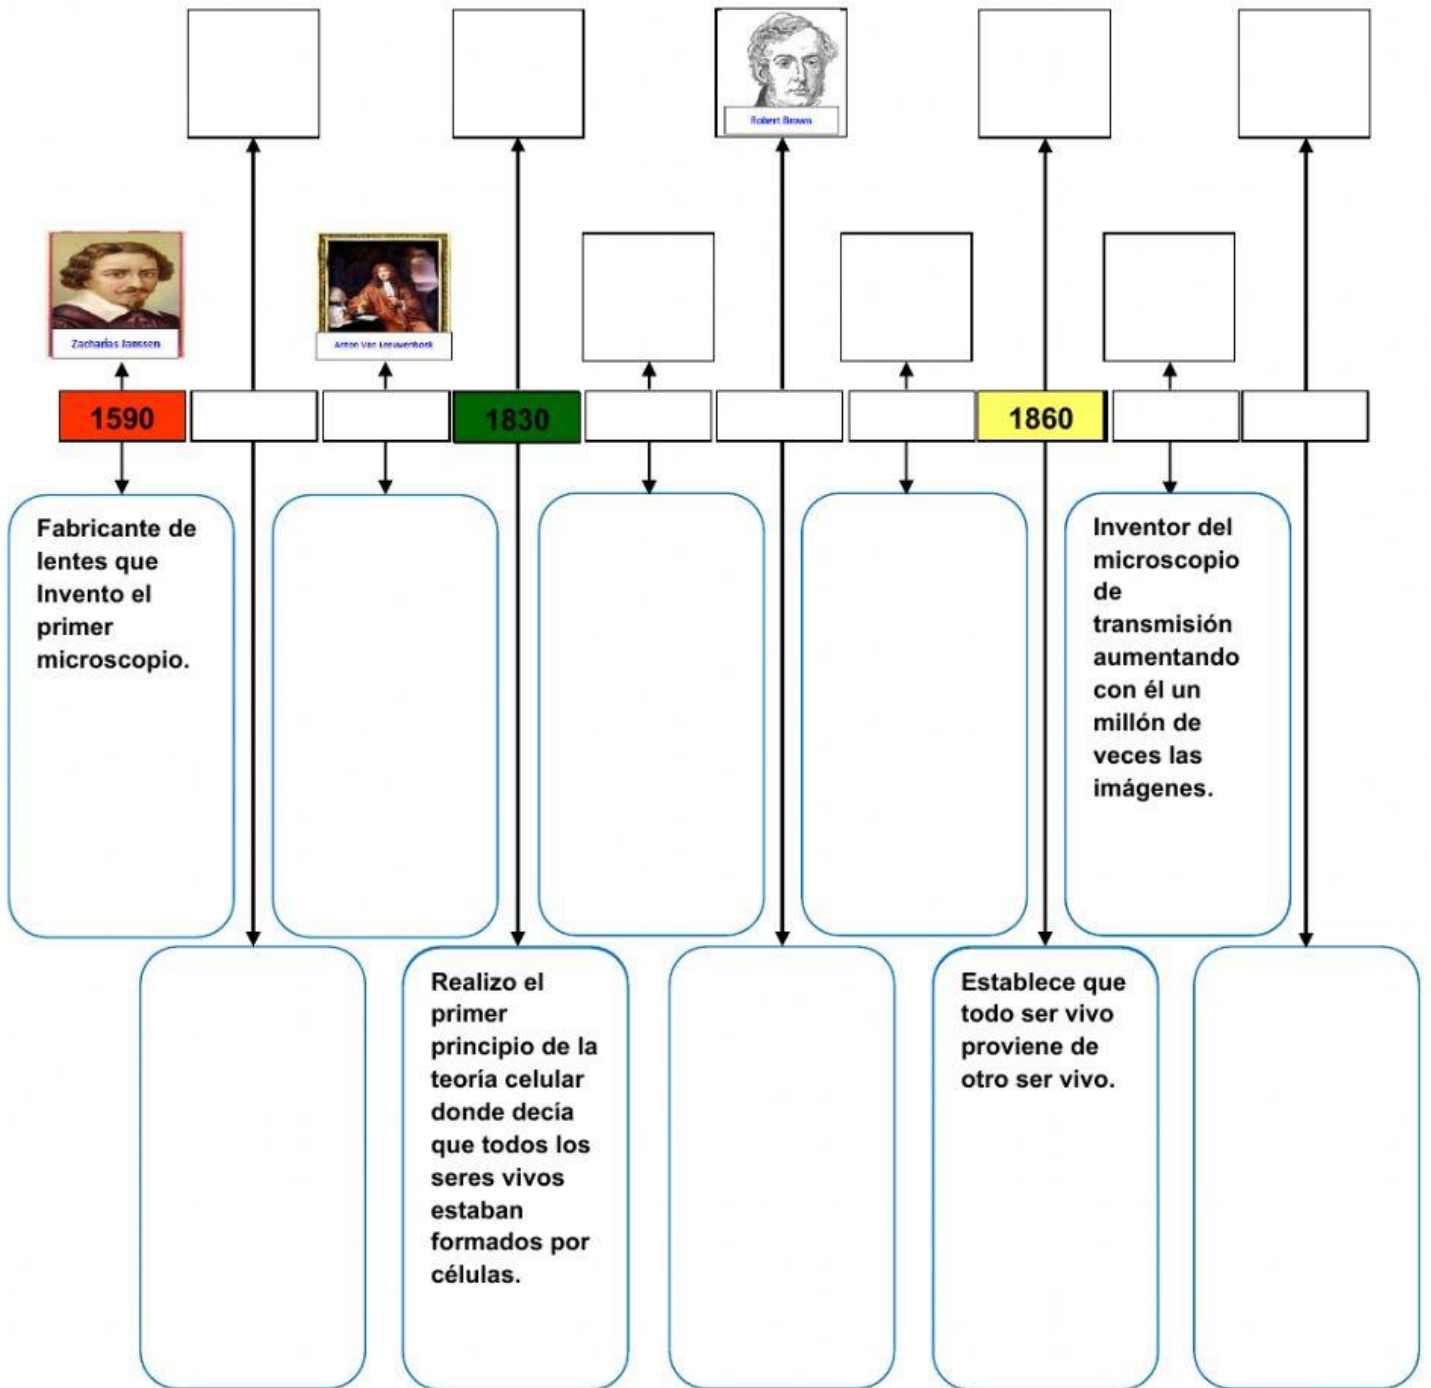 Robert Brown
Zacharias Janssen
Anton Van Leeuwenhoek
1590
1830
1860
Fabricante de
lentes que
Invento el
primer
microscopio.
Inventor del
microscopio
de
transmisión
aumentando
con él un
millón de
veces las
imágenes.
Realizo el
primer
principio de la
teoría celular
donde decía
que todos los
seres vivos
estaban
formados por
células.
Establece que
todo ser vivo
proviene de
otro ser vivo.